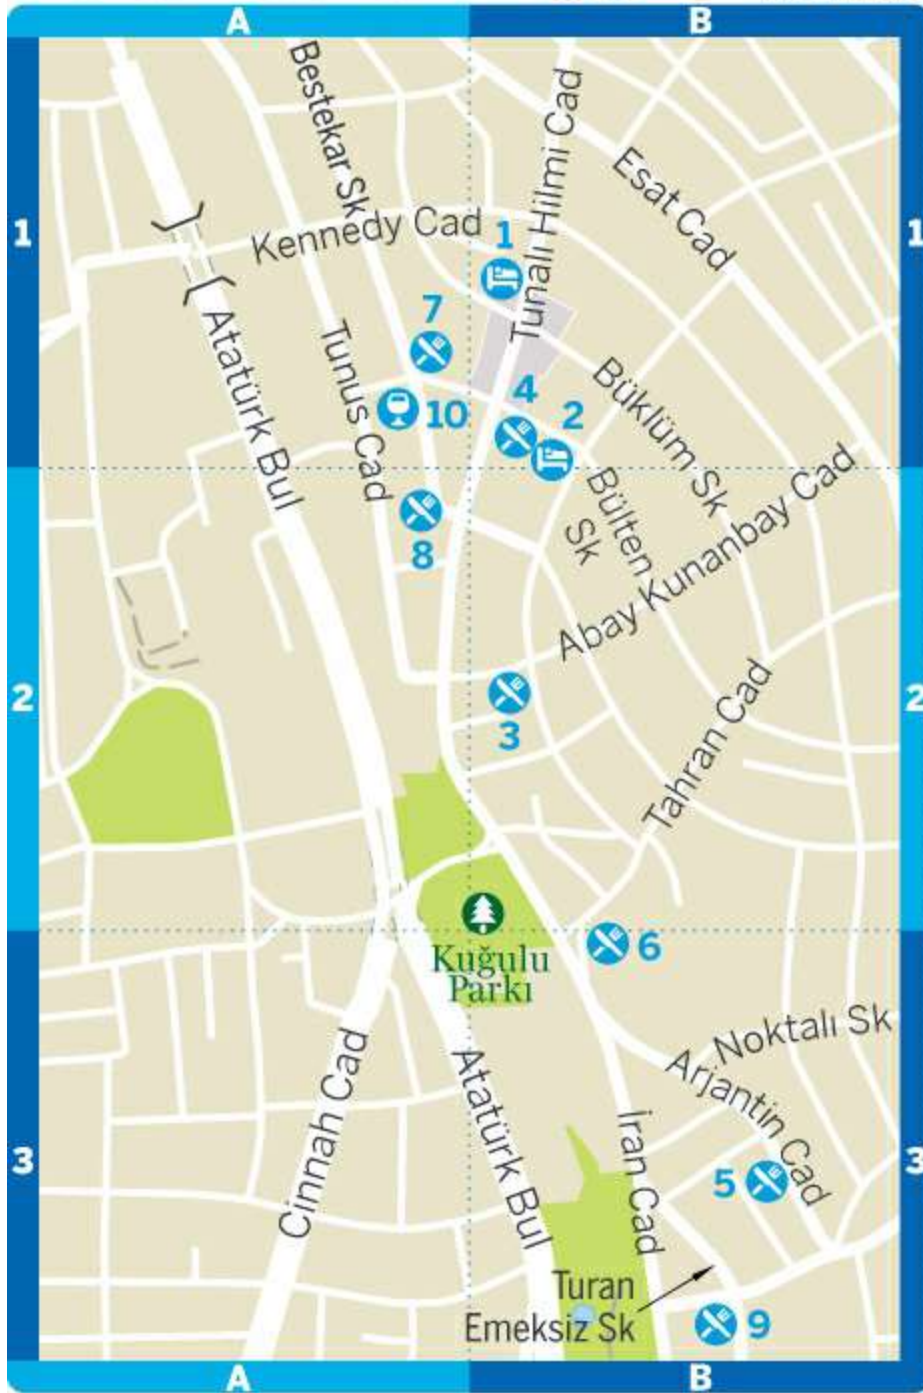 A
B
Bestekar Sk
Tunalı Hilmi Cad
Esat Cad
1
Kennedy Cad
1
1
7
Atatürk Bul
Tunus Cad
10
4
2
Büklüm Sk
Bülten
Sk
8
Abay Kunanbay Cad
2
3
2
Tahran Cad
6
Kuğulu
Parkı
Noktalı Sk
Arjantin Cad
Cinnah Cad
Atatürk Bul
İran Cad
3
5
3
Turan
Emeksiz Sk
9
A
B